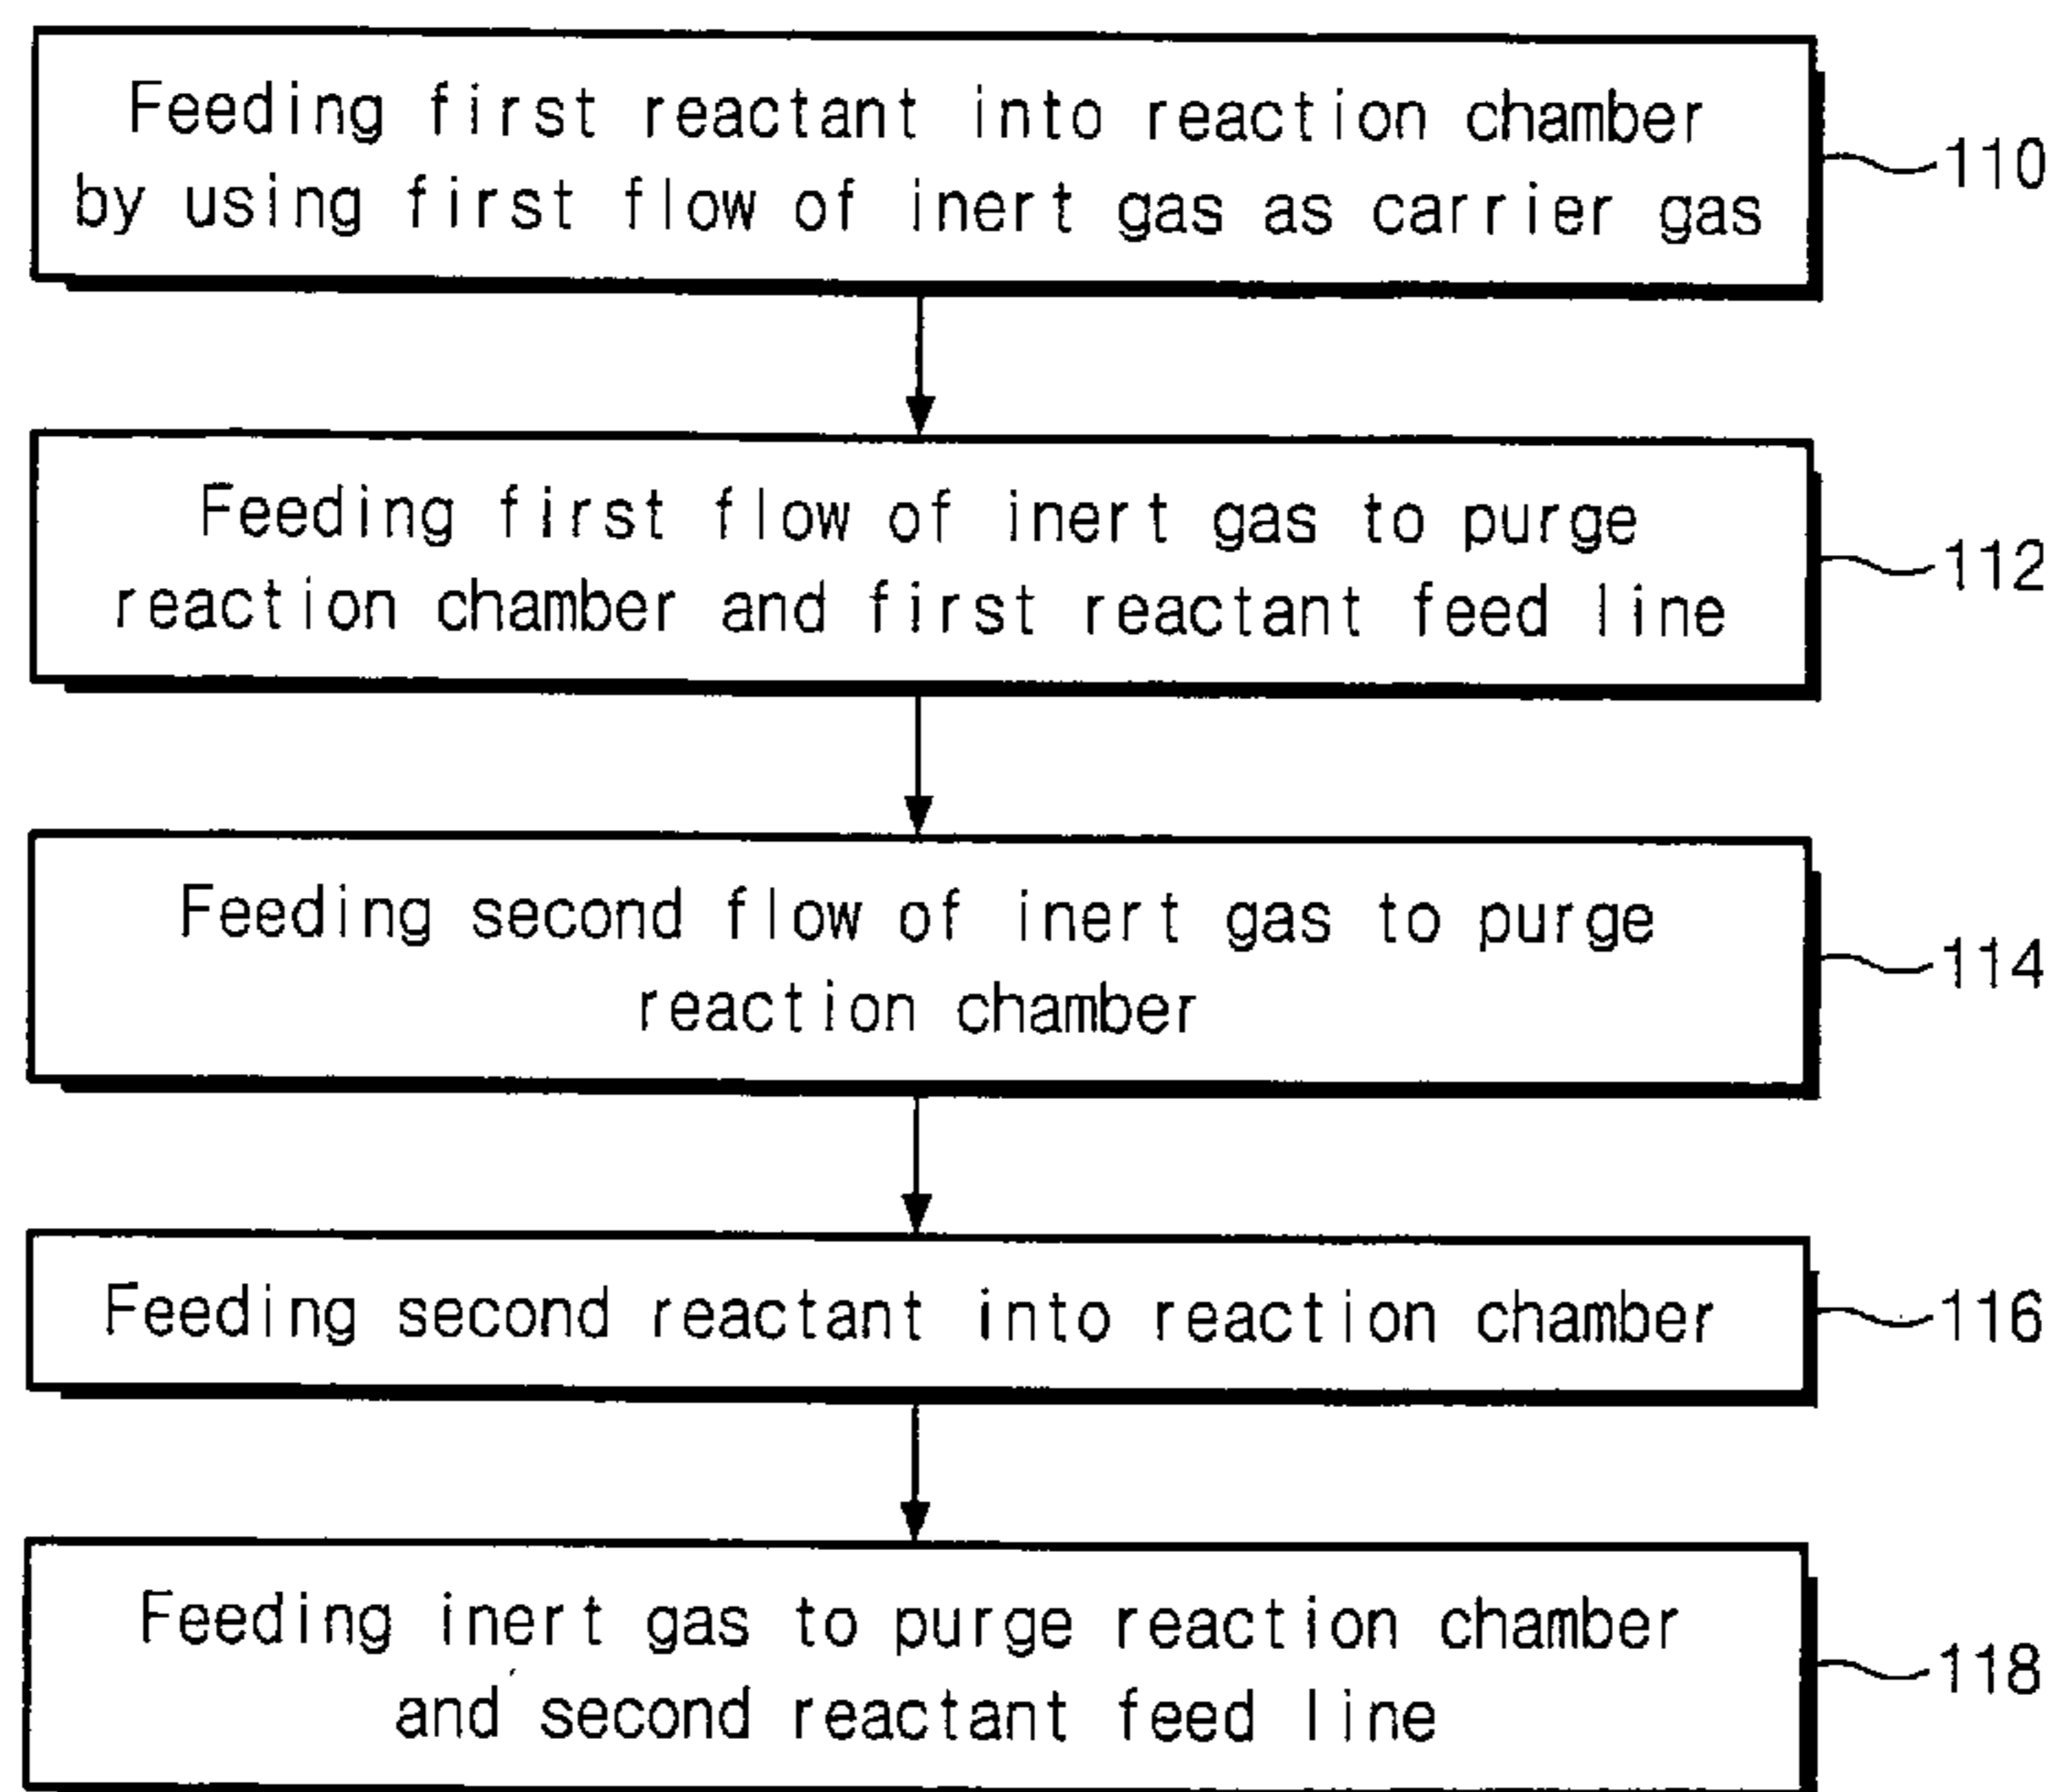 Feeding first reactant into reaction chamber
by using first flow of inert gas as carrier gas
110
Feeding first flow of inert gas to purge
reaction chamber and first reactant feed line
112
Feeding second flow of inert gas to purge
reaction chamber
114
Feeding second reactant into reaction chamber
116
Feeding inert gas to purge reaction chamber
and second reactant feed line
118